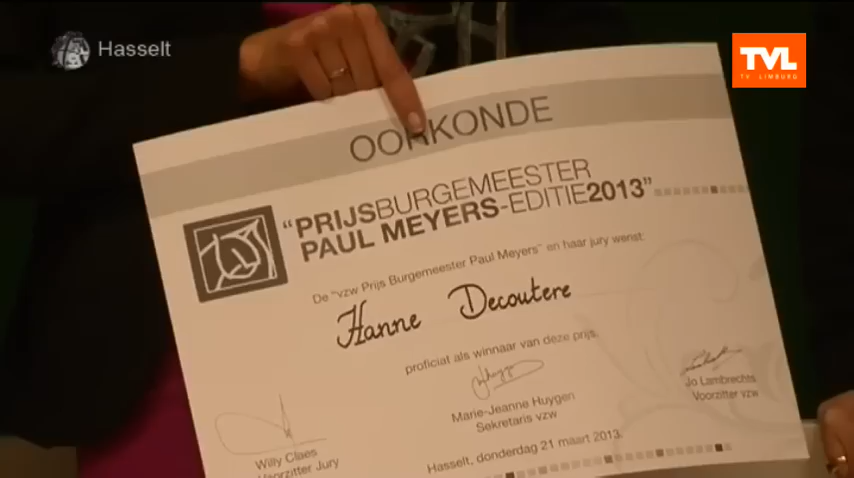 Hasselt
TVL
TV LIMBURG
OORKONDE
"PRIJSBURGEMEESTER
PAUL MEYERS-EDITIE2013"
De "vzw Prijs Burgemeester Paul Meyers" en haar jury wenst:
Hanne Decoutere
proficiat als winnaar van deze prijs.
Jo Lambrechts
Voorzitter vzw
Marie-Jeanne Huygen
Sekretaris vzw
Willy Claes
Voorzitter Jury
Hasselt, donderdag 21 maart 2013.